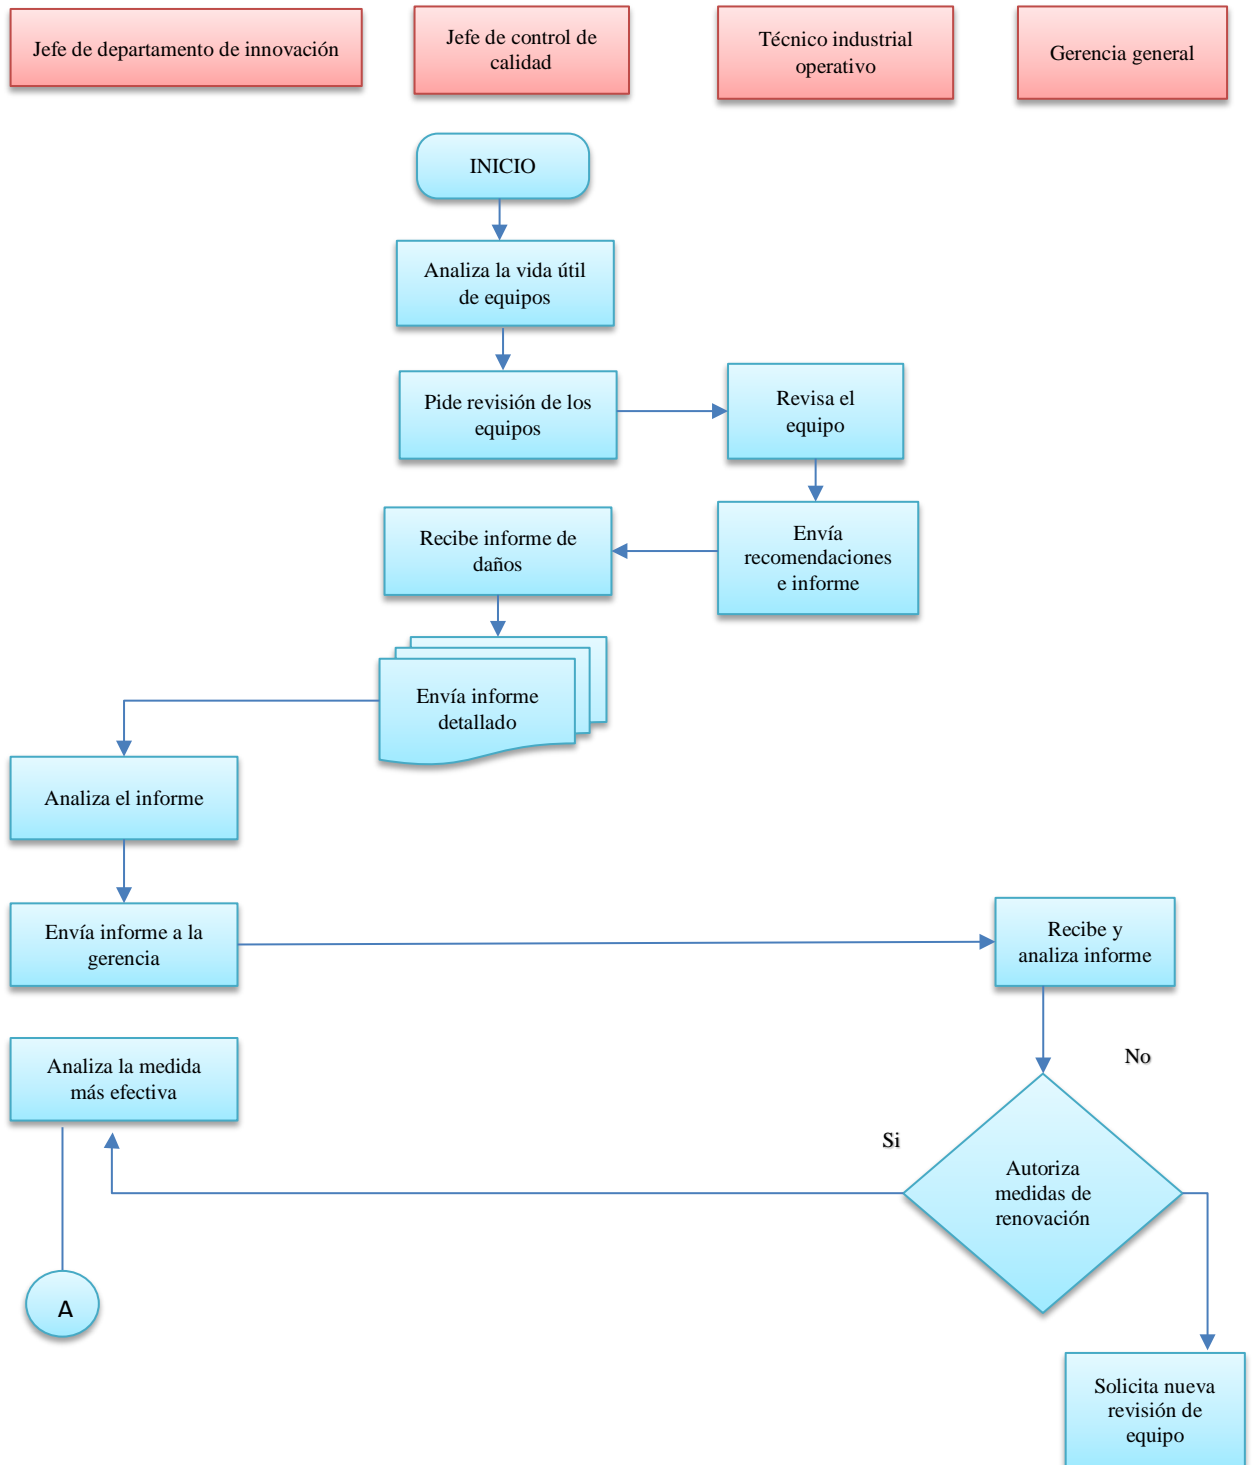 Jefe de departamento de innovación
Jefe de control de
calidad
Técnico industrial
operativo
Gerencia general
INICIO
Analiza la vida útil
de equipos
Pide revisión de los
equipos
Revisa el
equipo
Recibe informe de
daños
Envía
recomendaciones
e informe
Envía informe
detallado
Analiza el informe
Envía informe a la
gerencia
Recibe y
analiza informe
Analiza la medida
más efectiva
No
Si
Autoriza
medidas de
renovación
A
Solicita nueva
revisión de
equipo